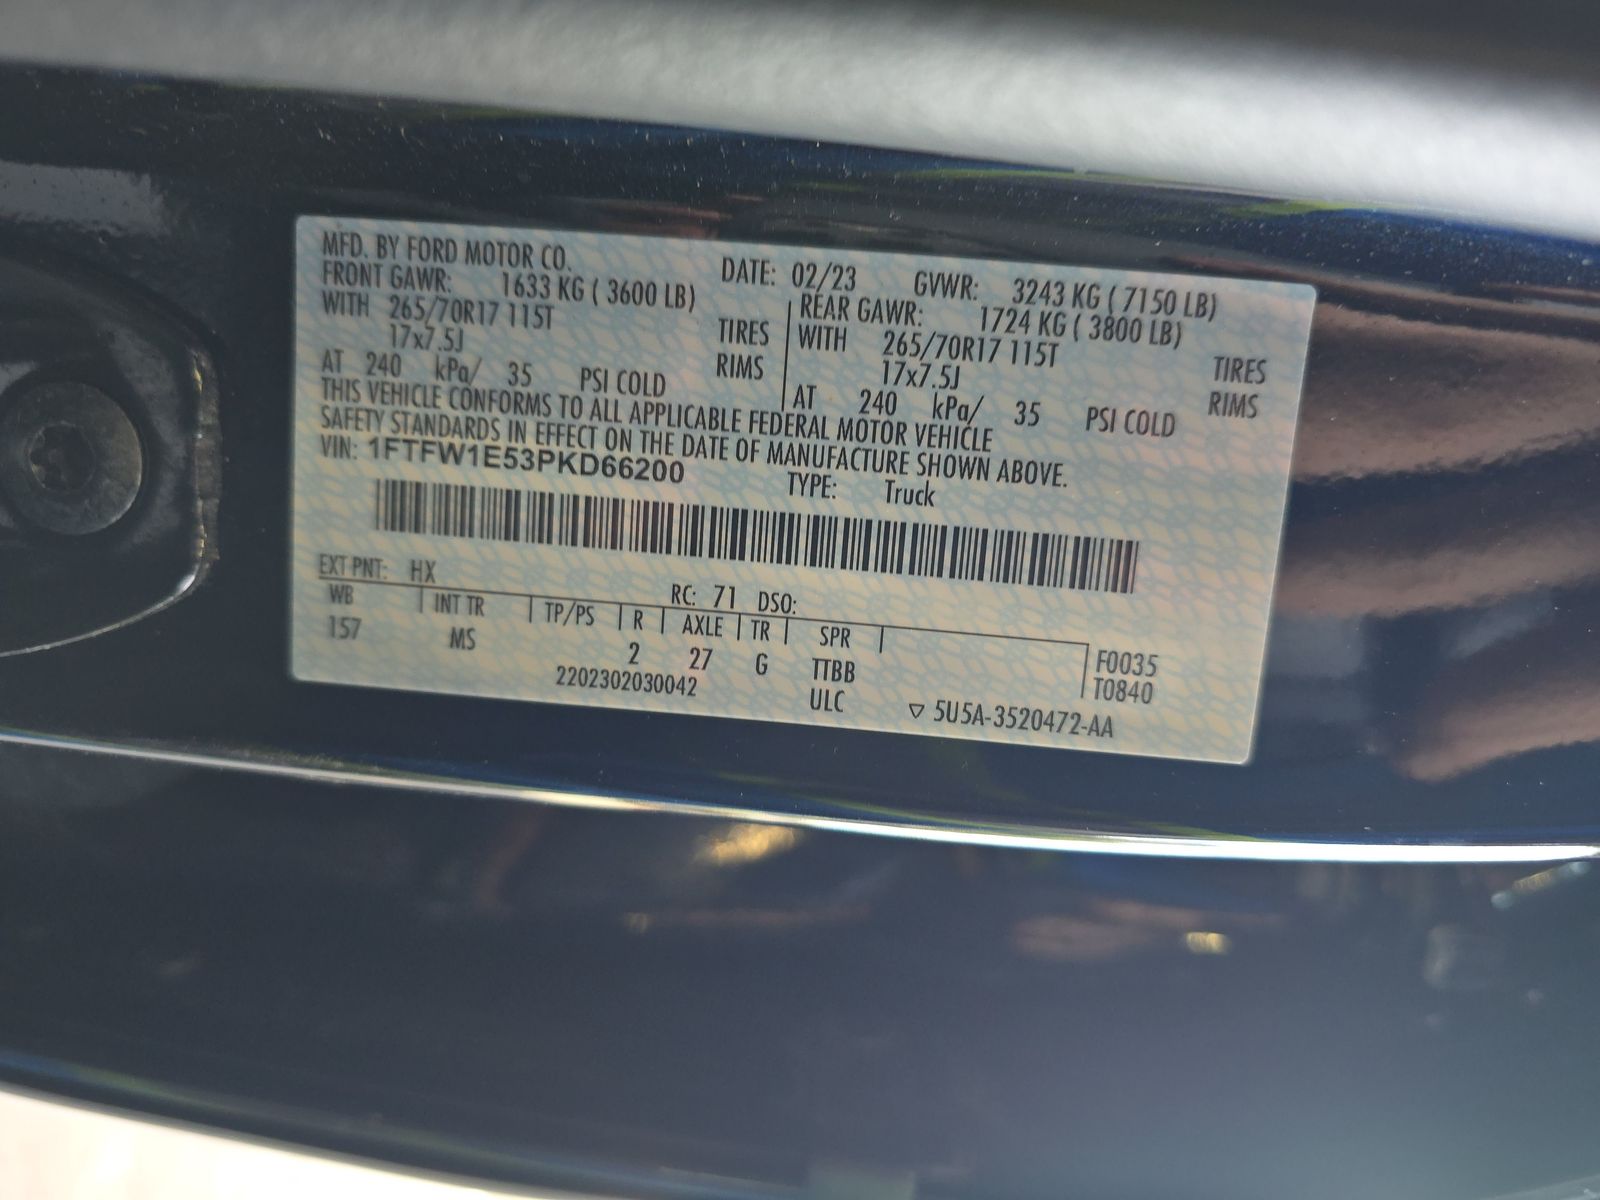 MFD. BY FORD MOTOR CO.
DATE: 02/23 GVWR: 3243 KG ( 7150 LB)
FRONT GAWR: 1633 KG ( 3600 LB)
WITH 265/70R17 115T TIRES
17x7.5J RIMS
AT 240 kPa/ 35 PSI COLD
REAR GAWR: 1724 KG ( 3800 LB)
WITH 265/70R17 115T TIRES
17x7.5J RIMS
AT 240 kPa/ 35 PSI COLD
THIS VEHICLE CONFORMS TO ALL APPLICABLE FEDERAL MOTOR VEHICLE
SAFETY STANDARDS IN EFFECT ON THE DATE OF MANUFACTURE SHOWN ABOVE.
VIN: 1FTFW1E53PKD66200 TYPE: Truck
EXT PNT: HX RC: 71 DSO:
WB INT TR TP/PS R AXLE TR SPR
157 MS 2 27 G TTBB F0035
T0840
2202302030042 ULC ▽ 5U5A-3520472-AA